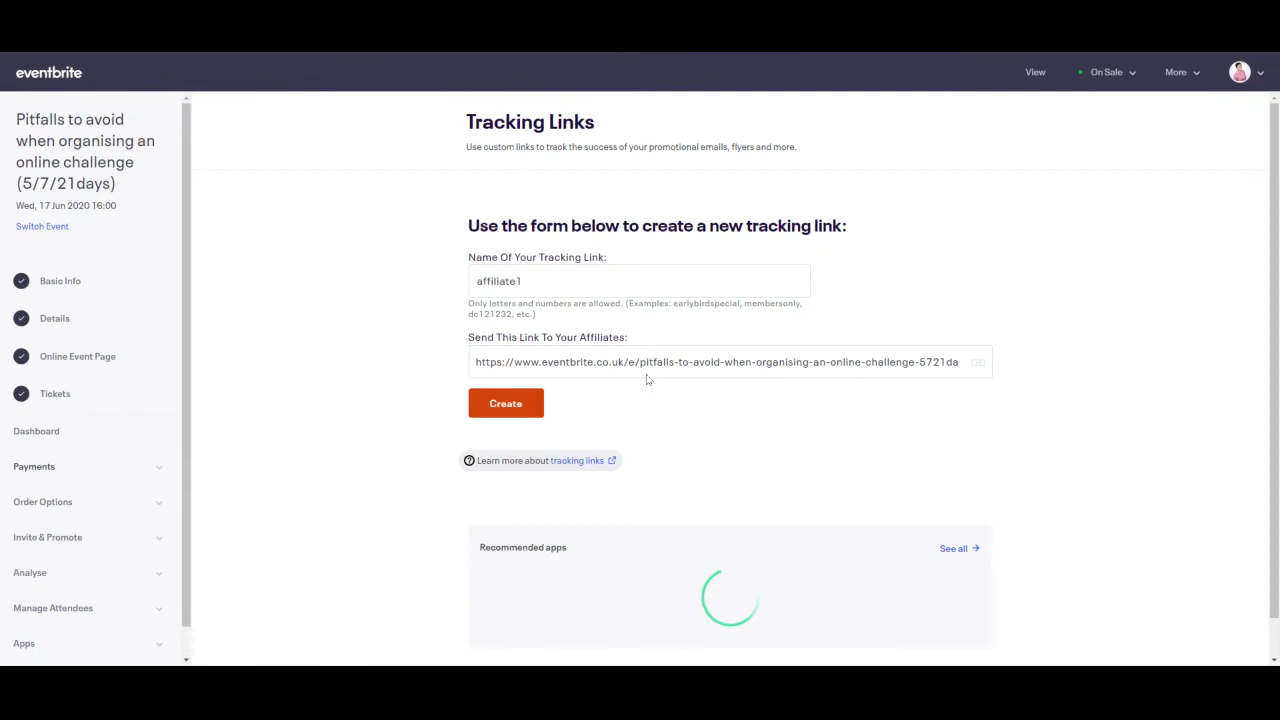 eventbrite
View
On Sale
More
Pitfalls to avoid
when organising an
online challenge
(5/7/21days)
Wed, 17 Jun 2020 16:00
Switch Event
Basic Info
Details
Online Event Page
Tickets
Dashboard
Payments
Order Options
Invite & Promote
Analyse
Manage Attendees
Apps
Tracking Links
Use custom links to track the success of your promotional emails, flyers and more.
Use the form below to create a new tracking link:
Name Of Your Tracking Link:
affiliate1
Only letters and numbers are allowed. (Examples: earlybirdspecial, membersonly,
dc121232, etc.)
Send This Link To Your Affiliates:
https://www.eventbrite.co.uk/e/pitfalls-to-avoid-when-organising-an-online-challenge-5721da
Create
Learn more about tracking links
Recommended apps
See all